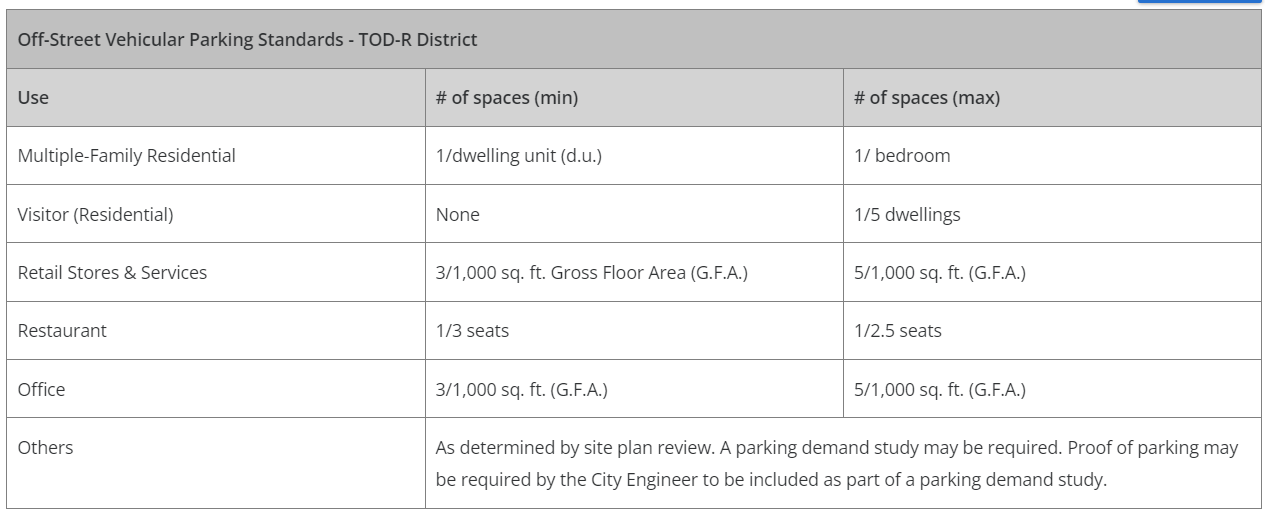 Off-Street Vehicular Parking Standards - TOD-R District
Use # of spaces (min) # of spaces (max)
Multiple-Family Residential 1/dwelling unit (d.u.) 1/ bedroom
Visitor (Residential) None 1/5 dwellings
Retail Stores & Services 3/1,000 sq. ft. Gross Floor Area (G.F.A.) 5/1,000 sq. ft. (G.F.A.)
Restaurant 1/3 seats 1/2.5 seats
Office 3/1,000 sq. ft. (G.F.A.) 5/1,000 sq. ft. (G.F.A.)
Others As determined by site plan review. A parking demand study may be required. Proof of parking may
be required by the City Engineer to be included as part of a parking demand study.